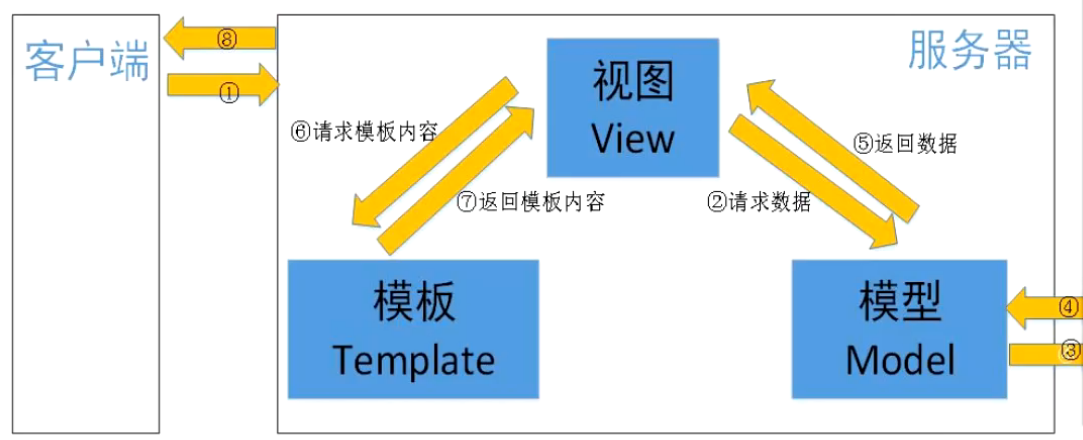 客户端
⑧
①
服务器
视图
View
⑥请求模板内容
⑤返回数据
⑦返回模板内容
②请求数据
模板
Template
模型
Model
④
③